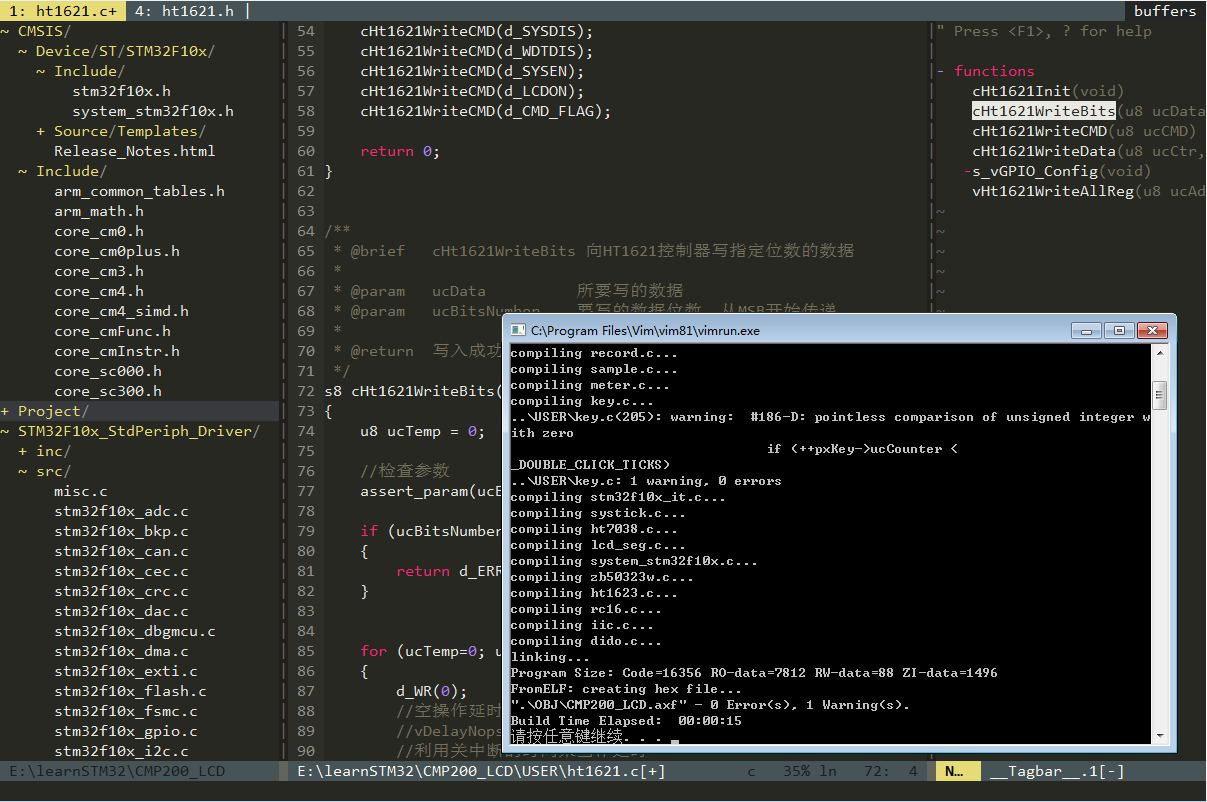 1: ht1621.c+ 4: ht1621.h | buffers
~ CMSIS/
~ Device/ST/STM32F10x/
~ Include/
stm32f10x.h
system_stm32f10x.h
+ Source/Templates/
Release_Notes.html
~ Include/
arm_common_tables.h
arm_math.h
core_cm0.h
core_cm0plus.h
core_cm3.h
core_cm4.h
core_cm4_simd.h
core_cmFunc.h
core_cmInstr.h
core_sc000.h
core_sc300.h
+ Project/
~ STM32F10x_StdPeriph_Driver/
+ inc/
~ src/
misc.c
stm32f10x_adc.c
stm32f10x_bkp.c
stm32f10x_can.c
stm32f10x_cec.c
stm32f10x_crc.c
stm32f10x_dac.c
stm32f10x_dbgmcu.c
stm32f10x_dma.c
stm32f10x_exti.c
stm32f10x_flash.c
stm32f10x_fsmc.c
stm32f10x_gpio.c
stm32f10x_i2c.c
54 cHt1621WriteCMD(d_SYSDIS);
55 cHt1621WriteCMD(d_WDTDIS);
56 cHt1621WriteCMD(d_SYSEN);
57 cHt1621WriteCMD(d_LCDON);
58 cHt1621WriteCMD(d_CMD_FLAG);
59
60 return 0;
61 }
62
63
64 /**
65 * @brief cHt1621WriteBits 向HT1621控制器写指定位数的数据
66 *
67 * @param ucData 所要写的数据
68 * @param ucBitsNumber 要写的数据位数，从MSB开始传递
69 *
70 * @return 写入成功
71 */
72 s8 cHt1621WriteBits(
73 {
74 u8 ucTemp = 0;
75
76 //检查参数
77 assert_param(ucB
78
79 if (ucBitsNumber
80 {
81 return d_ERR
82 }
83
84
85 for (ucTemp=0; u
86 {
87 d_WR(0);
88 //空操作延时
89 //vDelayNops
90 //利用关中断的时间来当作延时
" Press <F1>, ? for help
- functions
cHt1621Init(void)
cHt1621WriteBits(u8 ucData
cHt1621WriteCMD(u8 ucCMD)
cHt1621WriteData(u8 ucCtr,
-s_vGPIO_Config(void)
vHt1621WriteAllReg(u8 ucAd
~
~
~
~
~
~
C:\Program Files\Vim\vim81\vimrun.exe
compiling record.c...
compiling sample.c...
compiling meter.c...
compiling key.c...
..\USER\key.c(205): warning:  #186-D: pointless comparison of unsigned integer w
ith zero
if (++pxKey->ucCounter <
_DOUBLE_CLICK_TICKS)
..\USER\key.c: 1 warning, 0 errors
compiling stm32f10x_it.c...
compiling systick.c...
compiling ht7038.c...
compiling lcd_seg.c...
compiling system_stm32f10x.c...
compiling zb50323w.c...
compiling ht1623.c...
compiling rc16.c...
compiling iic.c...
compiling dido.c...
linking...
Program Size: Code=16356 RO-data=7812 RW-data=88 ZI-data=1496
FromELF: creating hex file...
".\OBJ\CMP200_LCD.axf" - 0 Error(s), 1 Warning(s).
Build Time Elapsed:  00:00:15
请按任意键继续. . . _
E:\learnSTM32\CMP200_LCD E:\learnSTM32\CMP200_LCD\USER\ht1621.c[+] c 35% ln 72: 4 N… __Tagbar__.1[-]